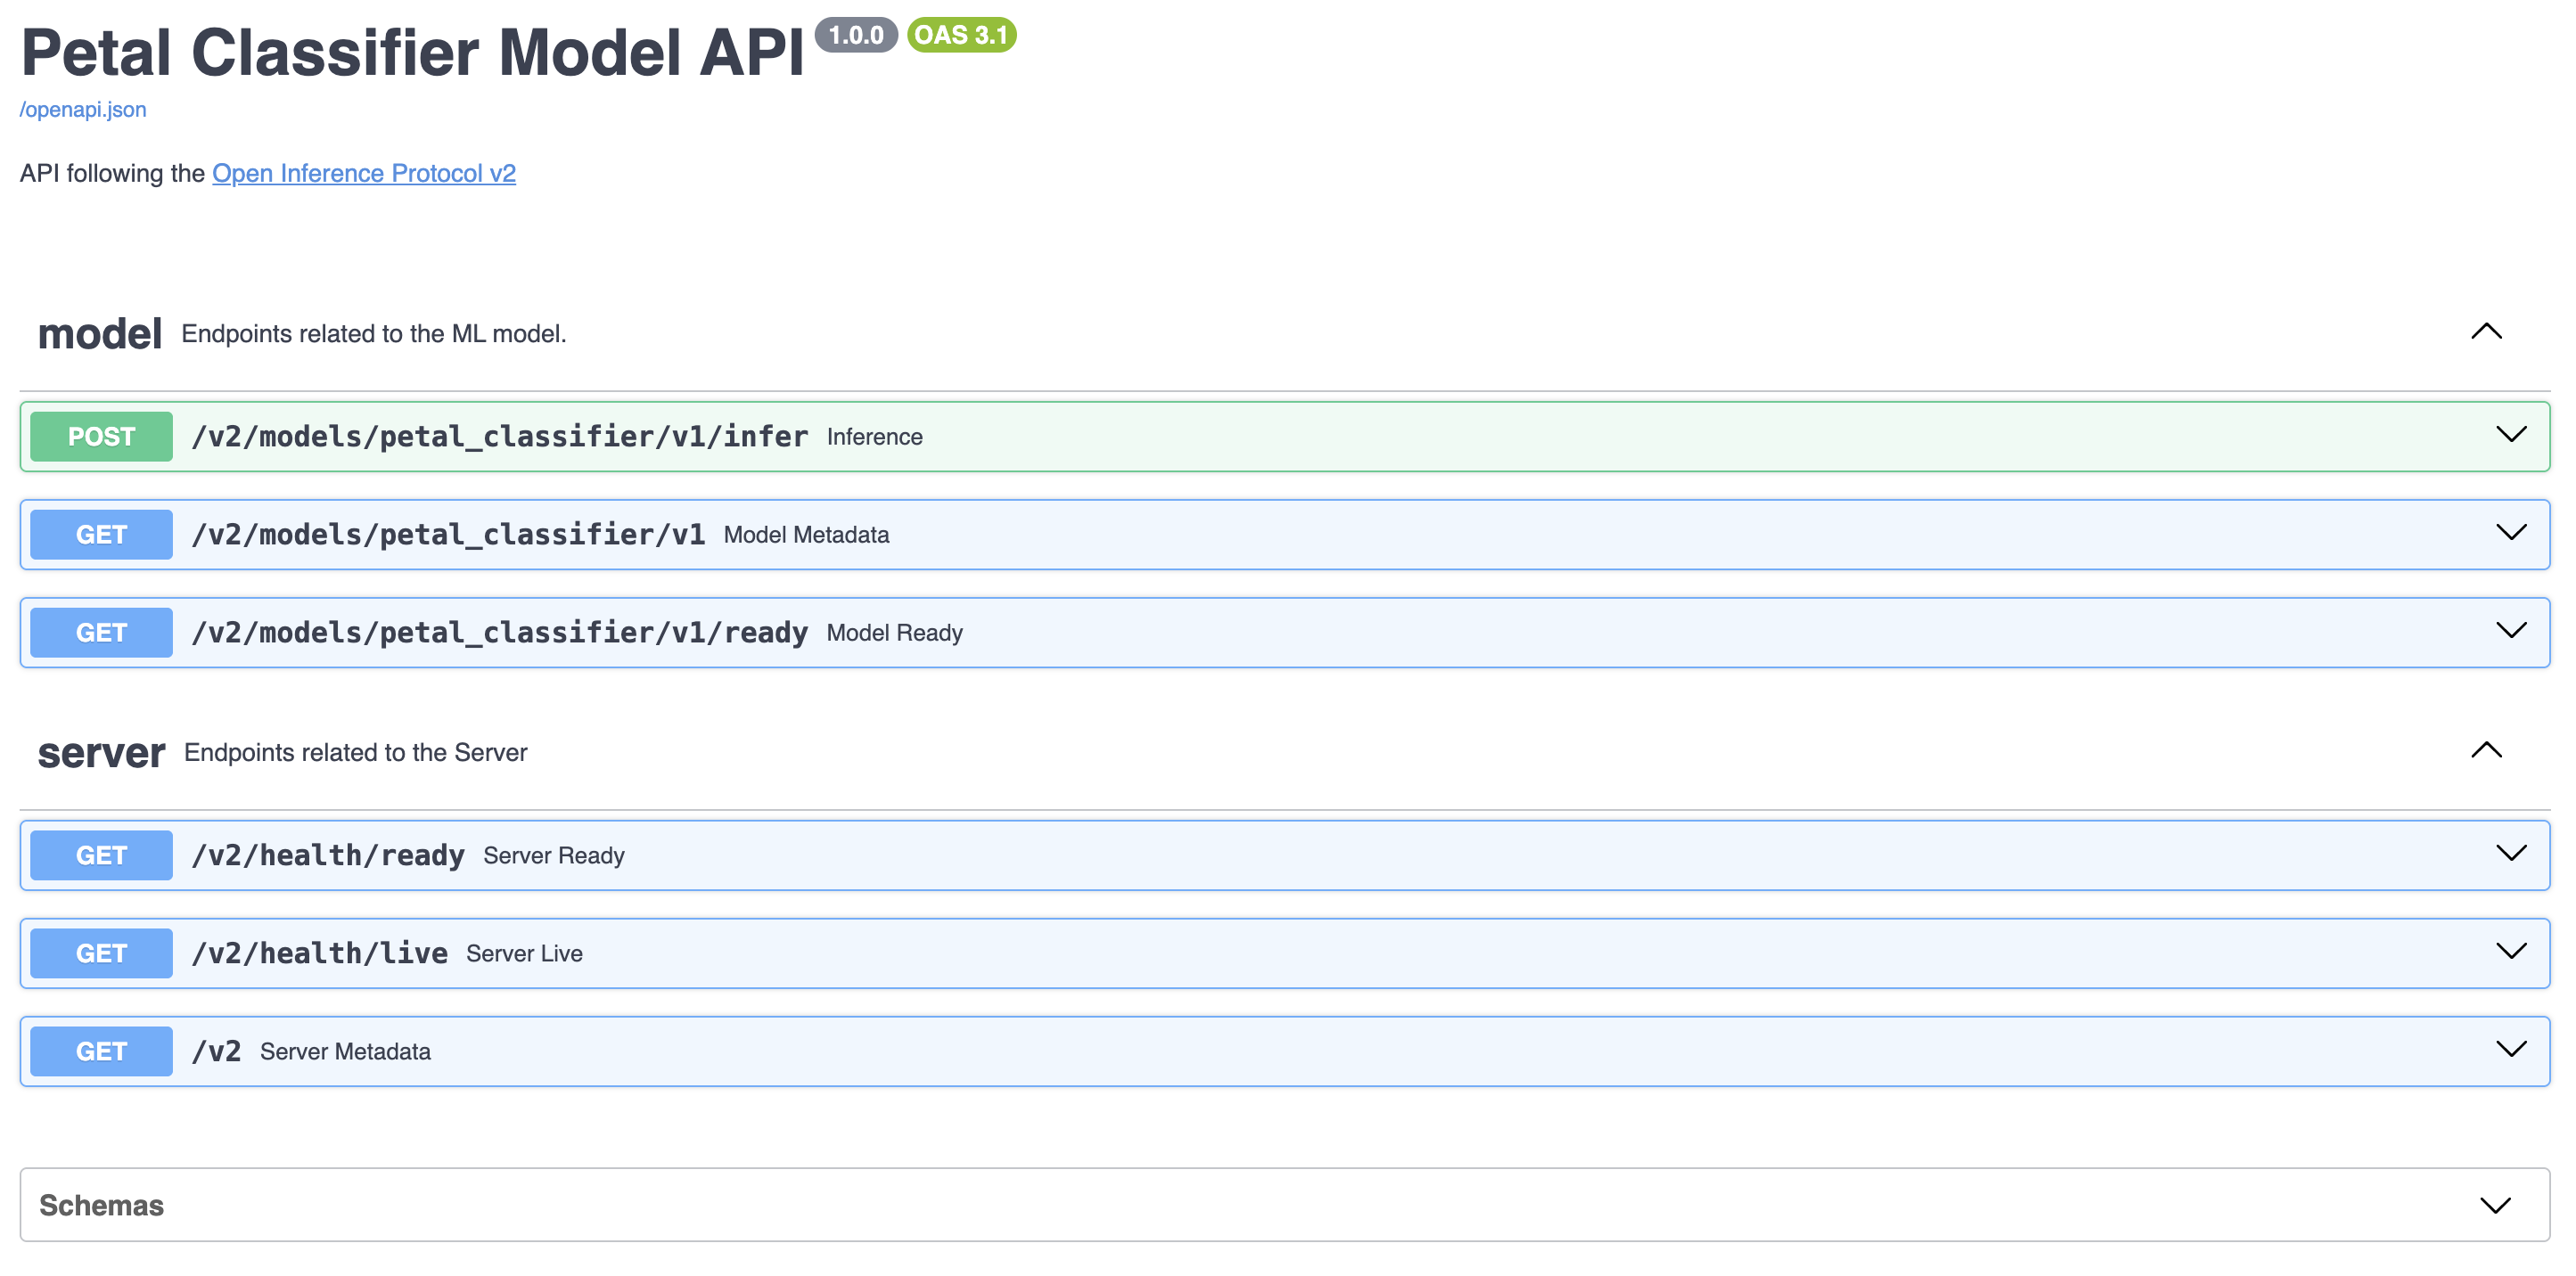 Petal Classifier Model API 1.0.0 OAS 3.1
/openapi.json
API following the Open Inference Protocol v2
model Endpoints related to the ML model.
POST /v2/models/petal_classifier/v1/infer Inference
GET /v2/models/petal_classifier/v1 Model Metadata
GET /v2/models/petal_classifier/v1/ready Model Ready
server Endpoints related to the Server
GET /v2/health/ready Server Ready
GET /v2/health/live Server Live
GET /v2 Server Metadata
Schemas